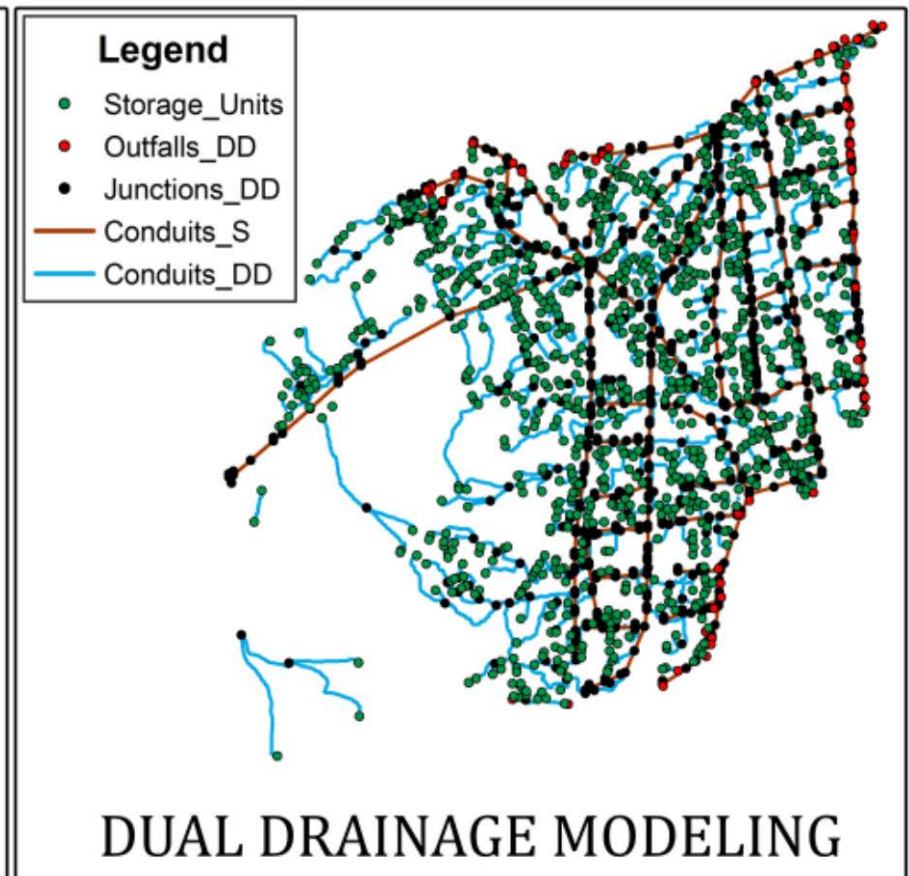 Legend
Storage_Units
Outfalls_DD
Junctions_DD
Conduits_S
Conduits_DD
DUAL DRAINAGE MODELING